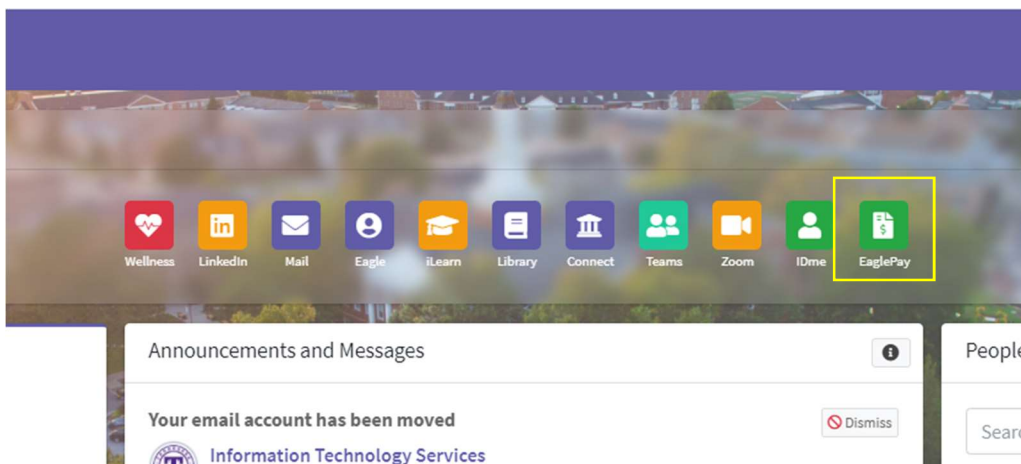 Wellness LinkedIn Mail Eagle iLearn Library Connect Teams Zoom IDme EaglePay
Announcements and Messages
People
Your email account has been moved
Dismiss
Information Technology Services